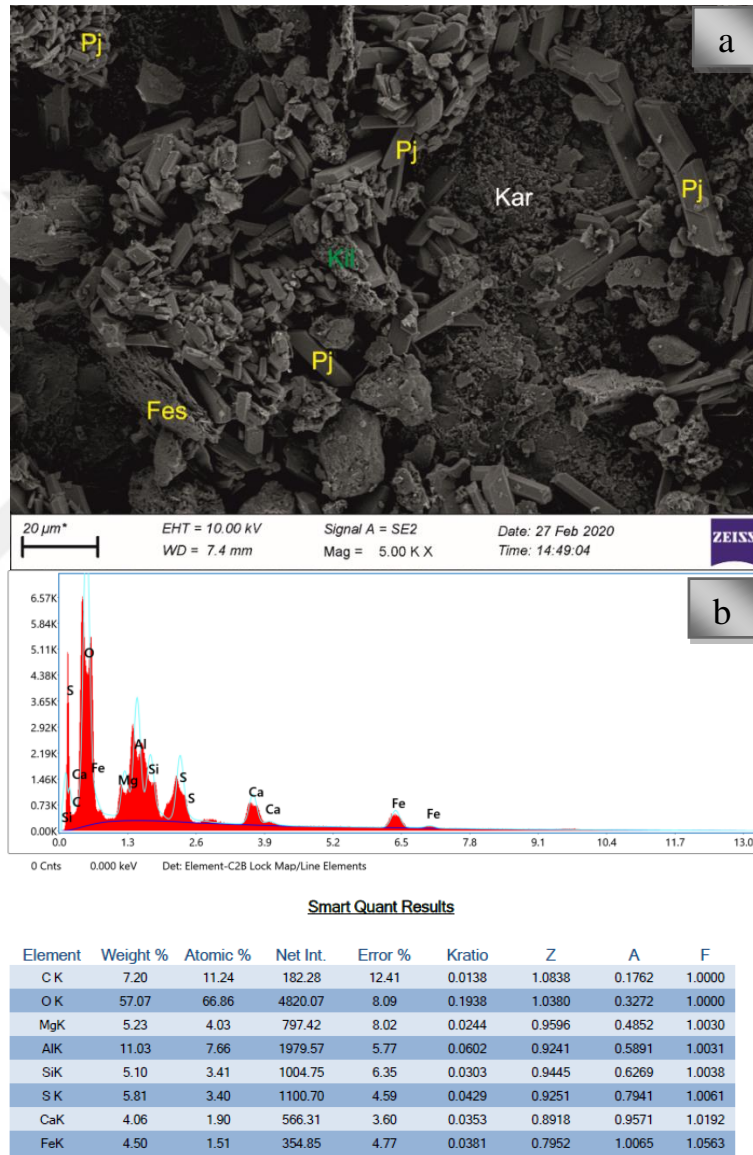 a
Pj
Pj
Pj
Kar
Kil
Pj
Fes
20 µm*
EHT = 10.00 kV
Signal A = SE2
Date: 27 Feb 2020
WD = 7.4 mm
Mag = 5.00 K X
Time: 14:49:04
ZEISS
b
6.57K
5.84K
5.11K
4.38K
3.65K
2.92K
2.19K
1.46K
0.73K
0.00K
O
S
Ca
Fe
C
Si
Mg
Al
Si
S
S
Ca
Ca
Fe
Fe
0.0 1.3 2.6 3.9 5.2 6.5 7.8 9.1 10.4 11.7 13.0
0 Cnts 0.000 keV Det: Element-C2B Lock Map/Line Elements
Smart Quant Results
Element Weight % Atomic % Net Int. Error % Kratio Z A F
C K 7.20 11.24 182.28 12.41 0.0138 1.0838 0.1762 1.0000
O K 57.07 66.86 4820.07 8.09 0.1938 1.0380 0.3272 1.0000
MgK 5.23 4.03 797.42 8.02 0.0244 0.9596 0.4852 1.0030
AlK 11.03 7.66 1979.57 5.77 0.0602 0.9241 0.5891 1.0031
SiK 5.10 3.41 1004.75 6.35 0.0303 0.9445 0.6269 1.0038
S K 5.81 3.40 1100.70 4.59 0.0429 0.9251 0.7941 1.0061
CaK 4.06 1.90 566.31 3.60 0.0353 0.8918 0.9571 1.0192
FeK 4.50 1.51 354.85 4.77 0.0381 0.7952 1.0065 1.0563